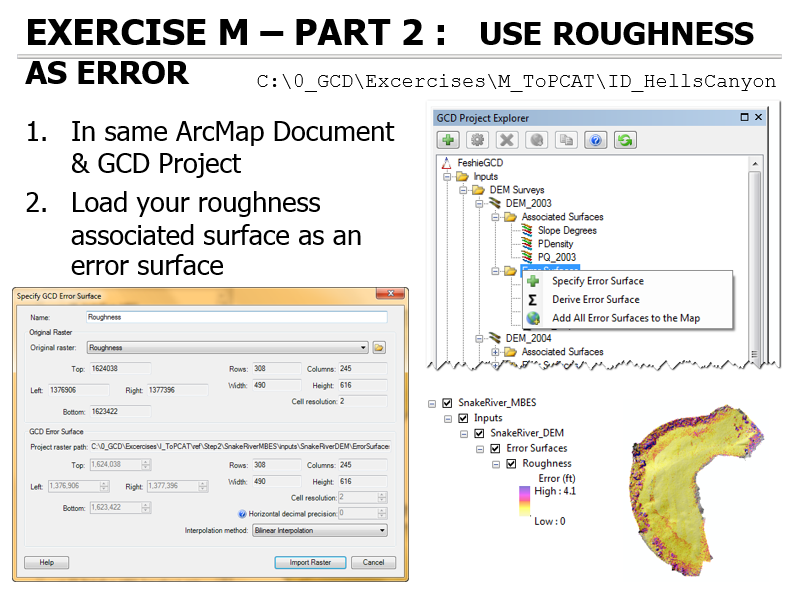 EXERCISE M – PART 2 : USE ROUGHNESS
AS ERROR
C:\0_GCD\Excercises\M_ToPCAT\ID_HellsCanyon
1. In same ArcMap Document
& GCD Project
2. Load your roughness
associated surface as an
error surface
GCD Project Explorer
FeshieGCD
Inputs
DEM Surveys
DEM_2003
Associated Surfaces
Slope Degrees
PDensity
PQ_2003
Error Surfaces
Specify Error Surface
Derive Error Surface
Add All Error Surfaces to the Map
DEM_2004
Associated Surfaces
Specify GCD Error Surface
Name: Roughness
Original Raster
Original raster: Roughness
Top: 1624038 Rows: 308 Columns: 245
Left: 1376906 Right: 1377396 Width: 490 Height: 616
Cell resolution: 2
Bottom: 1623422
GCD Error Surface
Project raster path: C:\0_GCD\Excercises\I_ToPCAT\ref\Step2\SnakeRiverMBES\inputs\SnakeRiverDEM\ErrorSurfaces
Top: 1,624,038 Rows: 308 Columns: 245
Left: 1,376,906 Right: 1,377,396 Width: 490 Height: 616
Cell resolution: 2
Bottom: 1,623,422 Horizontal decimal precision: 0
Interpolation method: Bilinear Interpolation
Help Import Raster Cancel
SnakeRiver_MBES
Inputs
SnakeRiver_DEM
Error Surfaces
Roughness
Error (ft)
High : 4.1
Low : 0